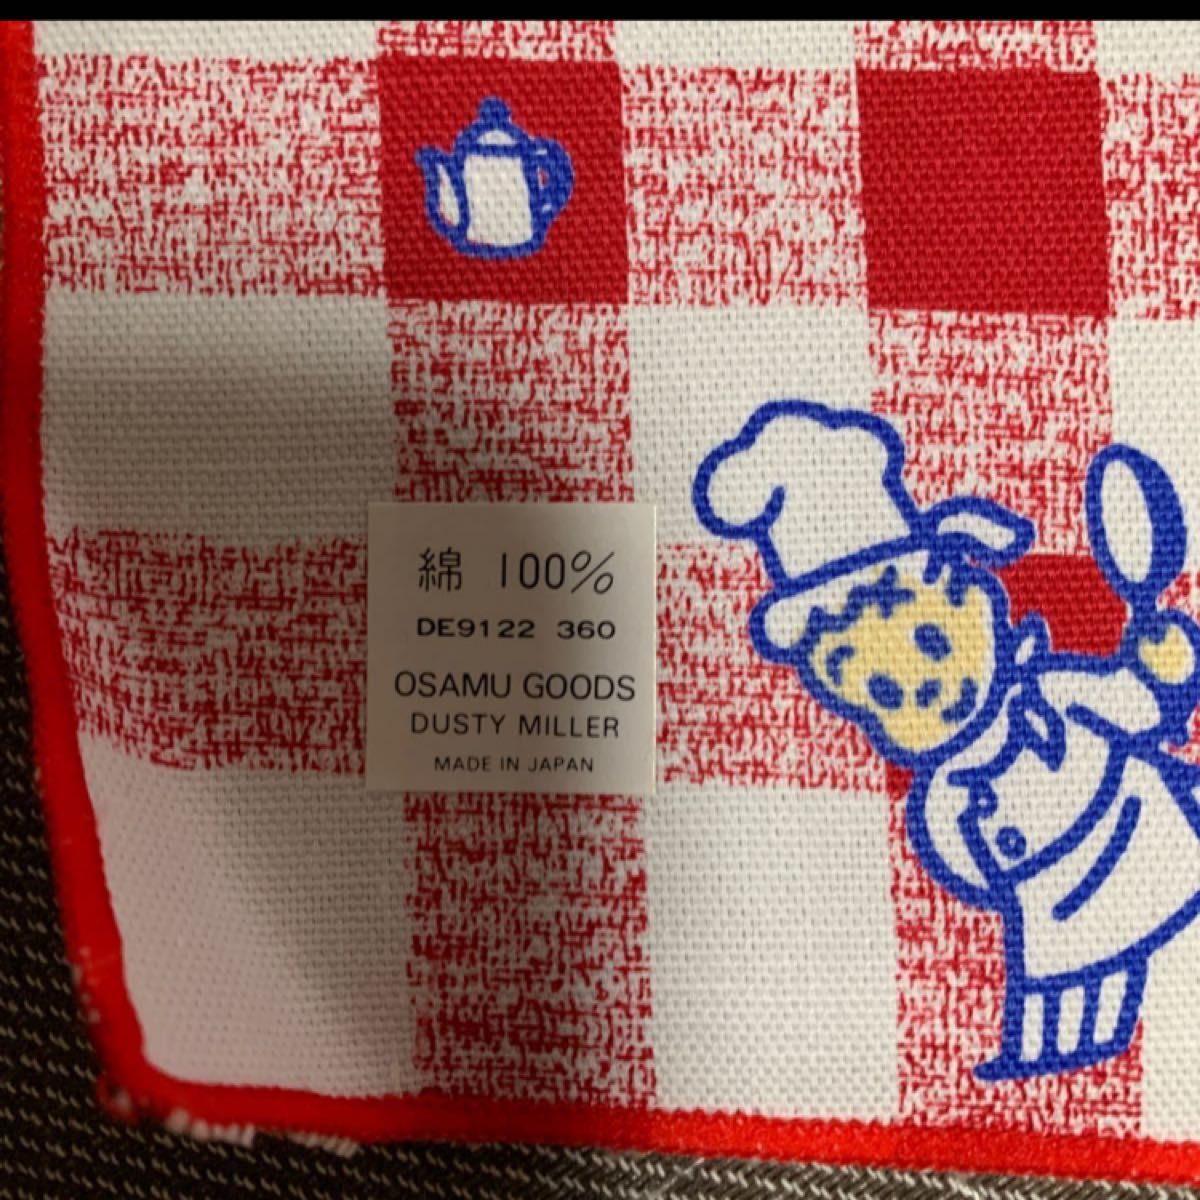 綿 100%
DE9122 360
OSAMU GOODS
DUSTY MILLER
MADE IN JAPAN